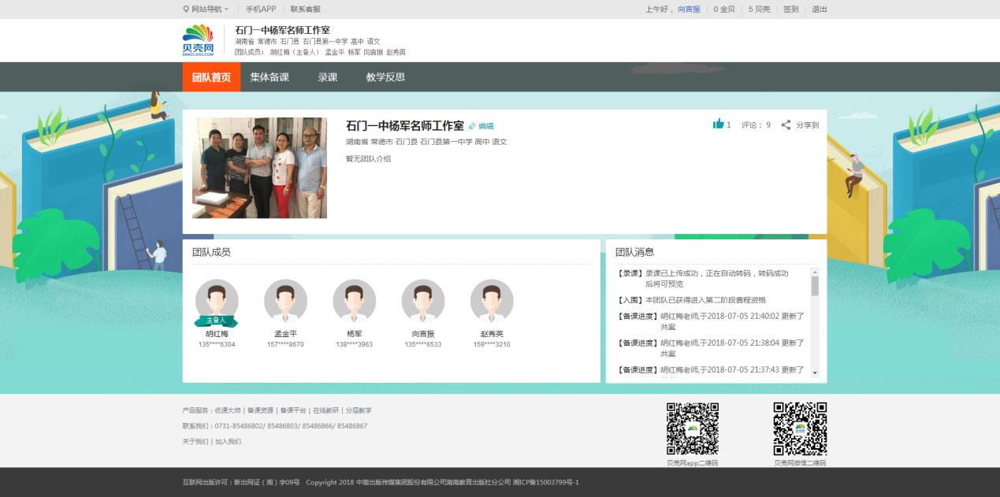 网站导航 手机APP 联系客服 上午好， 向言振 0 金贝 5 贝壳 签到 退出
贝壳网
BAKCLASS.COM
石门一中杨军名师工作室
湖南省 常德市 石门县 石门县第一中学 高中 语文
团队成员： 胡红梅（主备人） 孟金平 杨军 向言振 赵秀英
团队首页 集体备课 录课 教学反思
石门一中杨军名师工作室 编辑
1 评论： 9 分享到
湖南省 常德市 石门县 石门县第一中学 高中 语文
暂无团队介绍
团队成员
主备人
胡红梅 孟金平 杨军 向言振 赵秀英
135****6304 157****8670 138****3963 135****6533 159****3210
团队消息
【录课】录课已上传成功，正在自动转码，转码成功
后将可预览
【入围】本团队已获得进入第二阶段赛程资格
【备课进度】胡红梅老师,于2018-07-05 21:40:02 更新了
共案
【备课进度】胡红梅老师,于2018-07-05 21:38:04 更新了
共案
【备课进度】胡红梅老师,于2018-07-05 21:37:43 更新了
产品服务：优课大师 | 备课资源 | 备课平台 | 在线教研 | 分层教学
联系我们：0731-85486802/ 85486803/ 85486866/ 85486867
关于我们 | 加入我们
贝壳网app二维码 贝壳网微信二维码
互联网出版许可：新出网证（湘）字09号 Copyright 2018 中南出版传媒集团股份有限公司湖南教育出版社分公司 湘ICP备15003799号-1